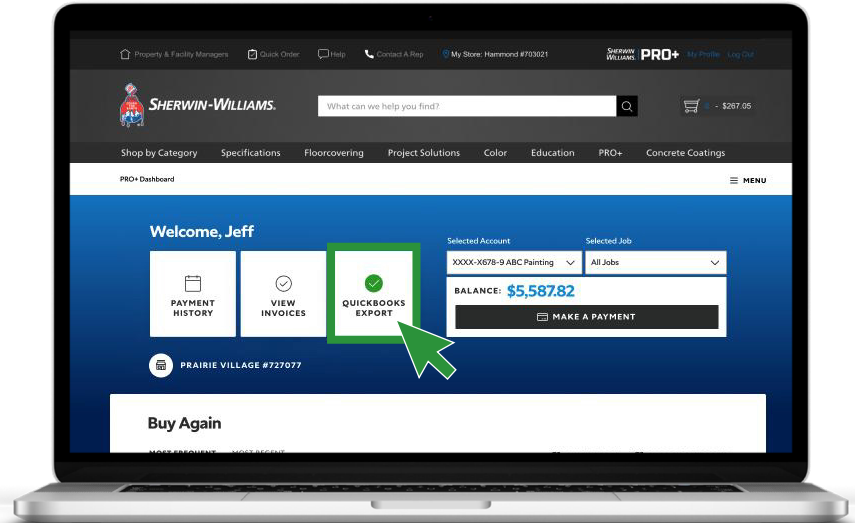 Property & Facility Managers
Quick Order
Help
Contact A Rep
My Store: Hammond #703021
SHERWIN WILLIAMS. PRO+
My Profile
Log Out
SHERWIN-WILLIAMS.
What can we help you find?
- $267.05
Shop by Category
Specifications
Floorcovering
Project Solutions
Color
Education
PRO+
Concrete Coatings
PRO+ Dashboard
MENU
Welcome, Jeff
PAYMENT
HISTORY
VIEW
INVOICES
QUICKBOOKS
EXPORT
Selected Account
Selected Job
XXXX-X678-9 ABC Painting
All Jobs
BALANCE: $5,587.82
MAKE A PAYMENT
PRAIRIE VILLAGE #727077
Buy Again
MOST FREQUENT
MOST RECENT